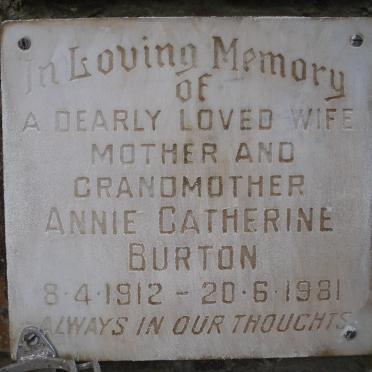 In Loving Memory
of
A DEARLY LOVED WIFE
MOTHER AND
GRANDMOTHER
ANNIE CATHERINE
BURTON
8·4·1912 - 20·6·1981
ALWAYS IN OUR THOUGHTS